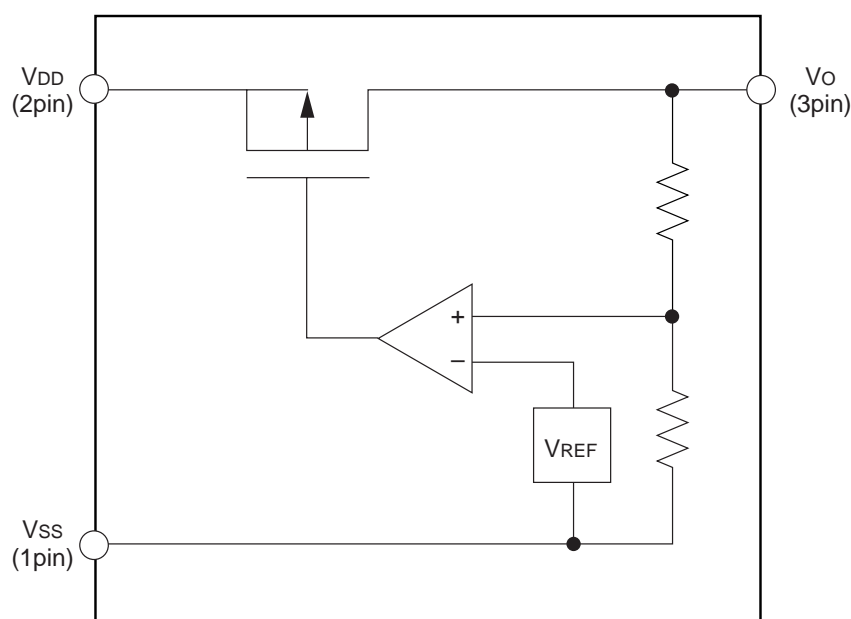 VDD
(2pin)
VO
(3pin)
+
−
VREF
VSS
(1pin)